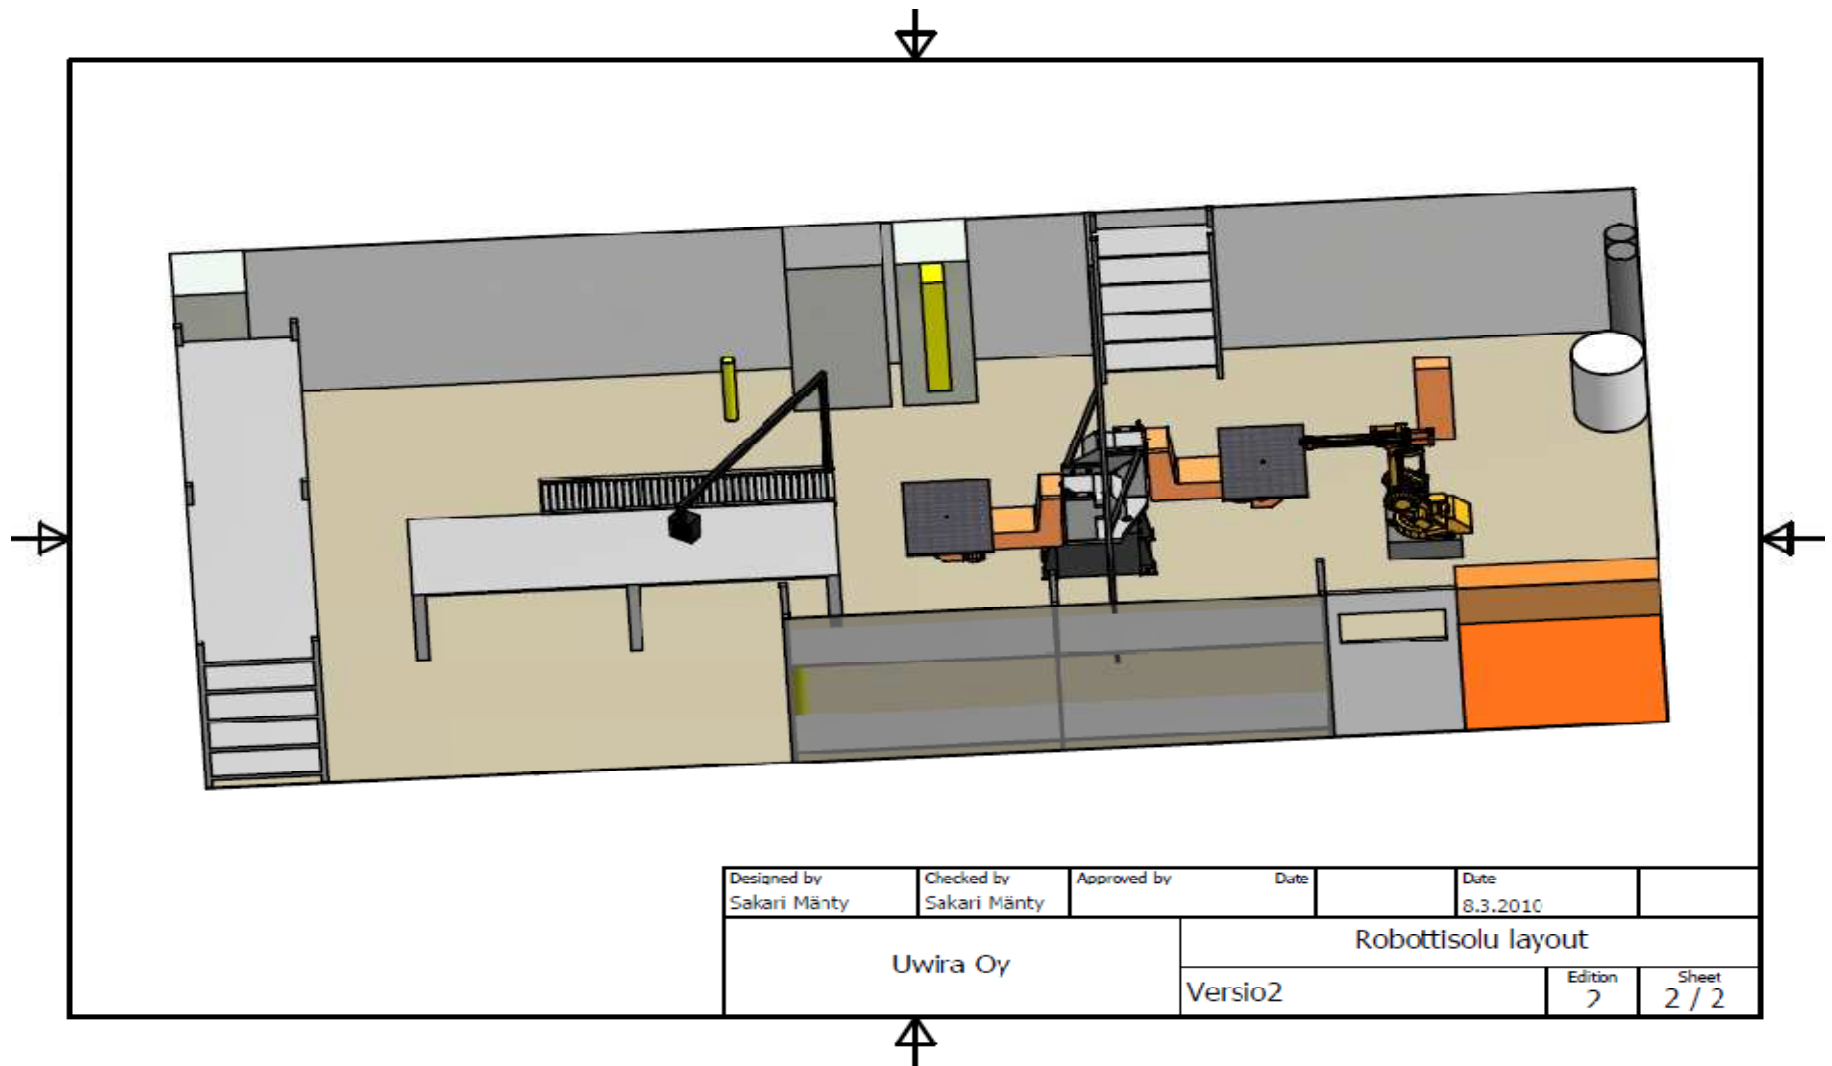 Designed by
Sakari Mänty
Checked by
Sakari Mänty
Approved by
Date
Date
8.3.2010
Uwira Oy
Robottisolu layout
Versio2
Edition
2
Sheet
2 / 2